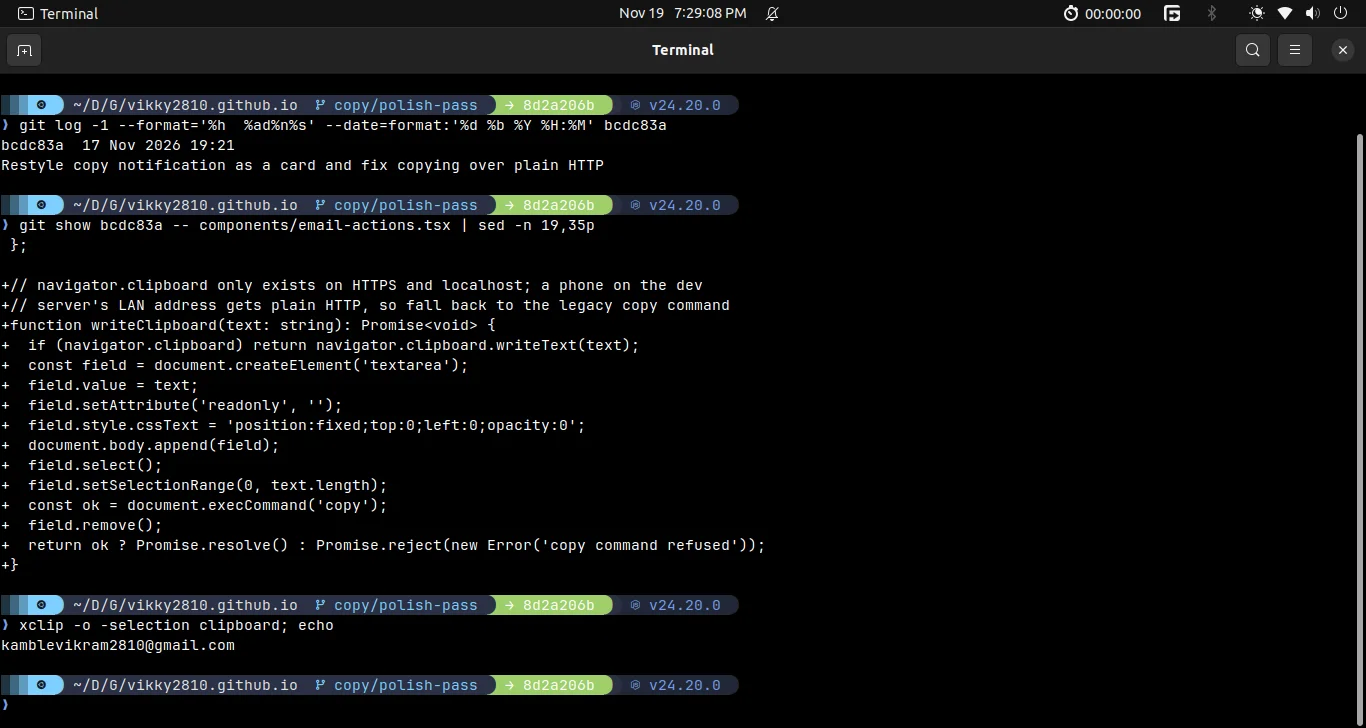 Terminal
Nov 19 7:29:08 PM
00:00:00
Terminal
~/D/G/vikky2810.github.io copy/polish-pass → 8d2a206b v24.20.0
❯ git log -1 --format='%h  %ad%n%s' --date=format:'%d %b %Y %H:%M' bcdc83a
bcdc83a  17 Nov 2026 19:21
Restyle copy notification as a card and fix copying over plain HTTP
~/D/G/vikky2810.github.io copy/polish-pass → 8d2a206b v24.20.0
❯ git show bcdc83a -- components/email-actions.tsx | sed -n 19,35p
 };
+// navigator.clipboard only exists on HTTPS and localhost; a phone on the dev
+// server's LAN address gets plain HTTP, so fall back to the legacy copy command
+function writeClipboard(text: string): Promise<void> {
+  if (navigator.clipboard) return navigator.clipboard.writeText(text);
+  const field = document.createElement('textarea');
+  field.value = text;
+  field.setAttribute('readonly', '');
+  field.style.cssText = 'position:fixed;top:0;left:0;opacity:0';
+  document.body.append(field);
+  field.select();
+  field.setSelectionRange(0, text.length);
+  const ok = document.execCommand('copy');
+  field.remove();
+  return ok ? Promise.resolve() : Promise.reject(new Error('copy command refused'));
+}
~/D/G/vikky2810.github.io copy/polish-pass → 8d2a206b v24.20.0
❯ xclip -o -selection clipboard; echo
kamblevikram2810@gmail.com
~/D/G/vikky2810.github.io copy/polish-pass → 8d2a206b v24.20.0
❯